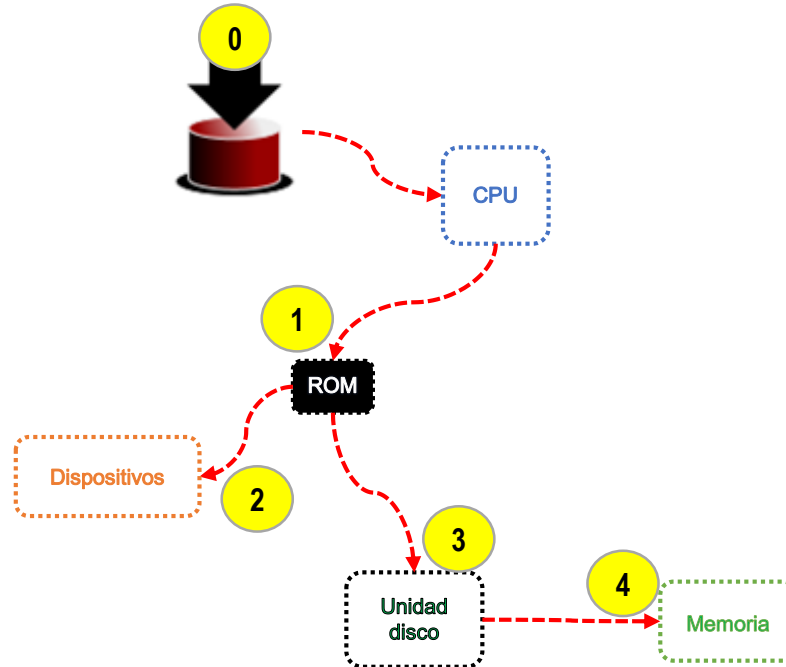 0
CPU
1
ROM
Dispositivos
2
3
4
Unidad
disco
Memoria